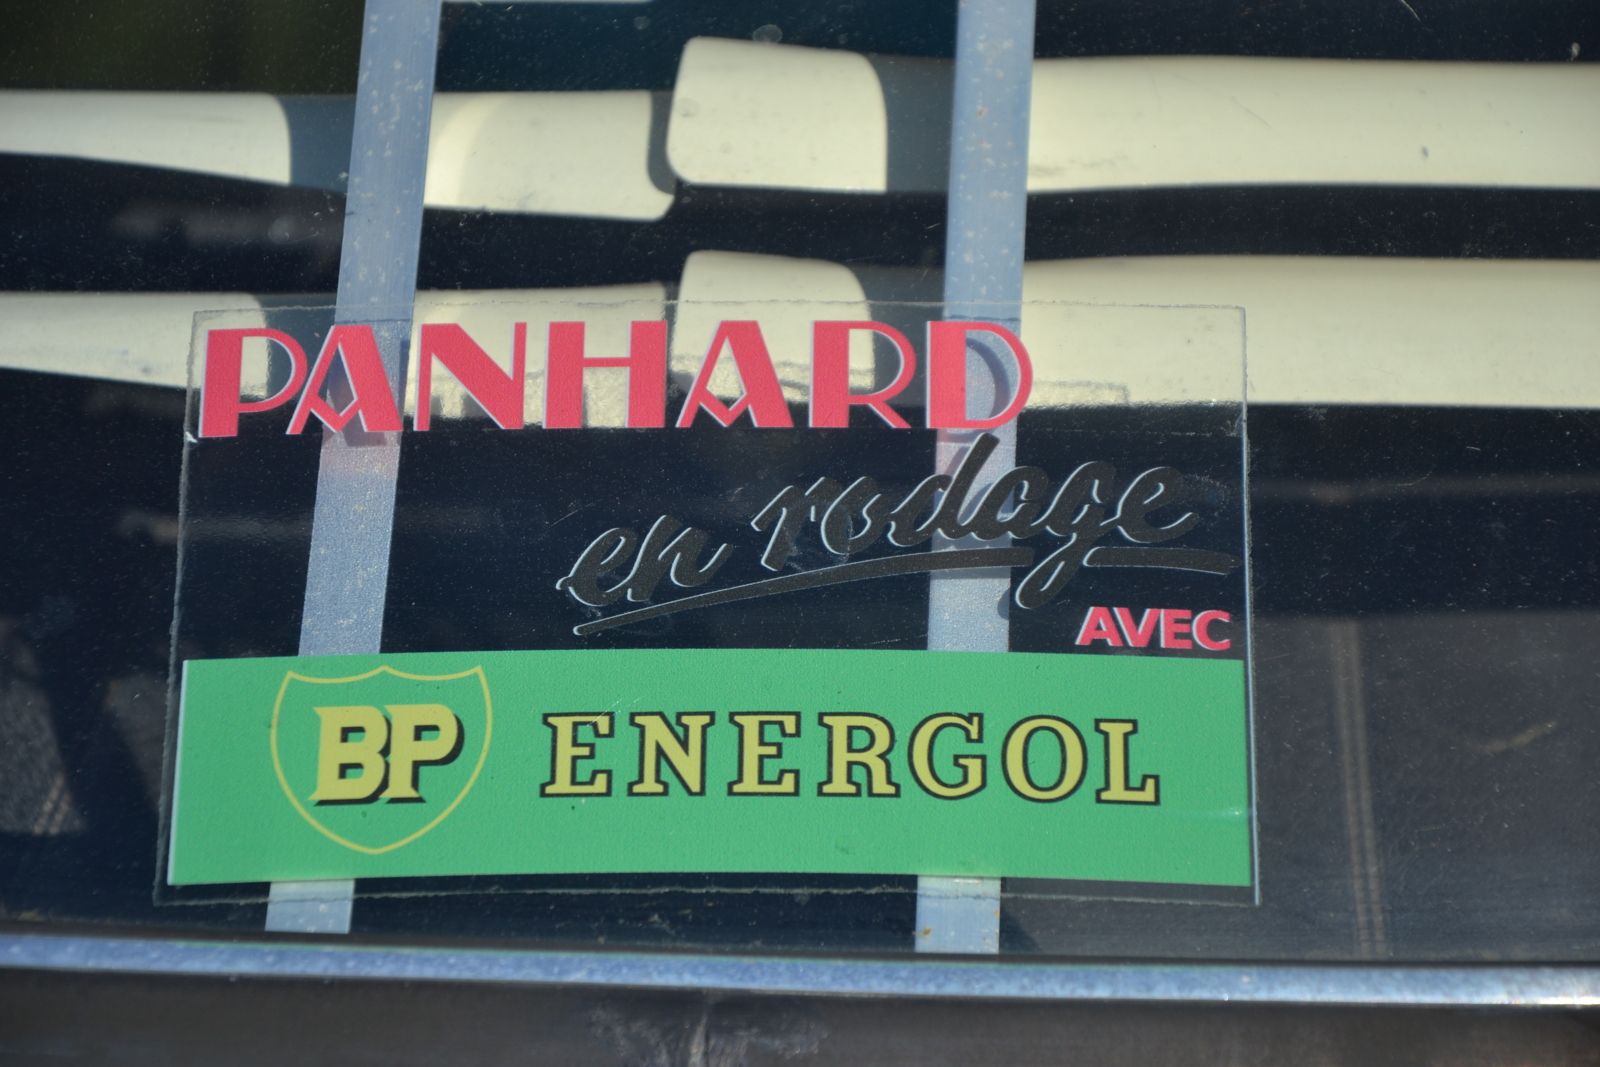 PANHARD
en rodage
AVEC
BP ENERGOL